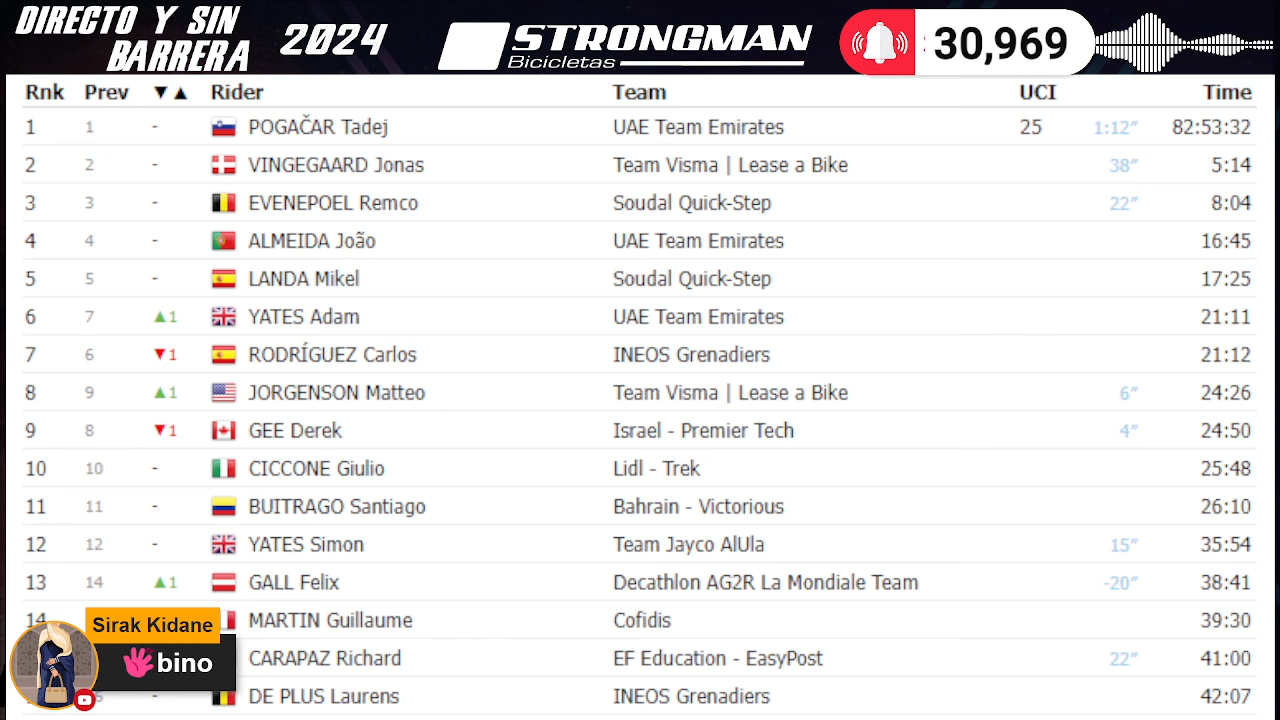 DIRECTO Y SIN
BARRERA
2024
STRONGMAN
Bicicletas
30,969
Rnk Prev ▼▲ Rider Team UCI Time
1 1 - POGAČAR Tadej UAE Team Emirates 25 1:12″ 82:53:32
2 2 - VINGEGAARD Jonas Team Visma | Lease a Bike 38″ 5:14
3 3 - EVENEPOEL Remco Soudal Quick-Step 22″ 8:04
4 4 - ALMEIDA João UAE Team Emirates 16:45
5 5 - LANDA Mikel Soudal Quick-Step 17:25
6 7 ▲1 YATES Adam UAE Team Emirates 21:11
7 6 ▼1 RODRÍGUEZ Carlos INEOS Grenadiers 21:12
8 9 ▲1 JORGENSON Matteo Team Visma | Lease a Bike 6″ 24:26
9 8 ▼1 GEE Derek Israel - Premier Tech 4″ 24:50
10 10 - CICCONE Giulio Lidl - Trek 25:48
11 11 - BUITRAGO Santiago Bahrain - Victorious 26:10
12 12 - YATES Simon Team Jayco AlUla 15″ 35:54
13 14 ▲1 GALL Felix Decathlon AG2R La Mondiale Team -20″ 38:41
14 MARTIN Guillaume Cofidis 39:30
CARAPAZ Richard EF Education - EasyPost 22″ 41:00
- DE PLUS Laurens INEOS Grenadiers 42:07
Sirak Kidane
bino